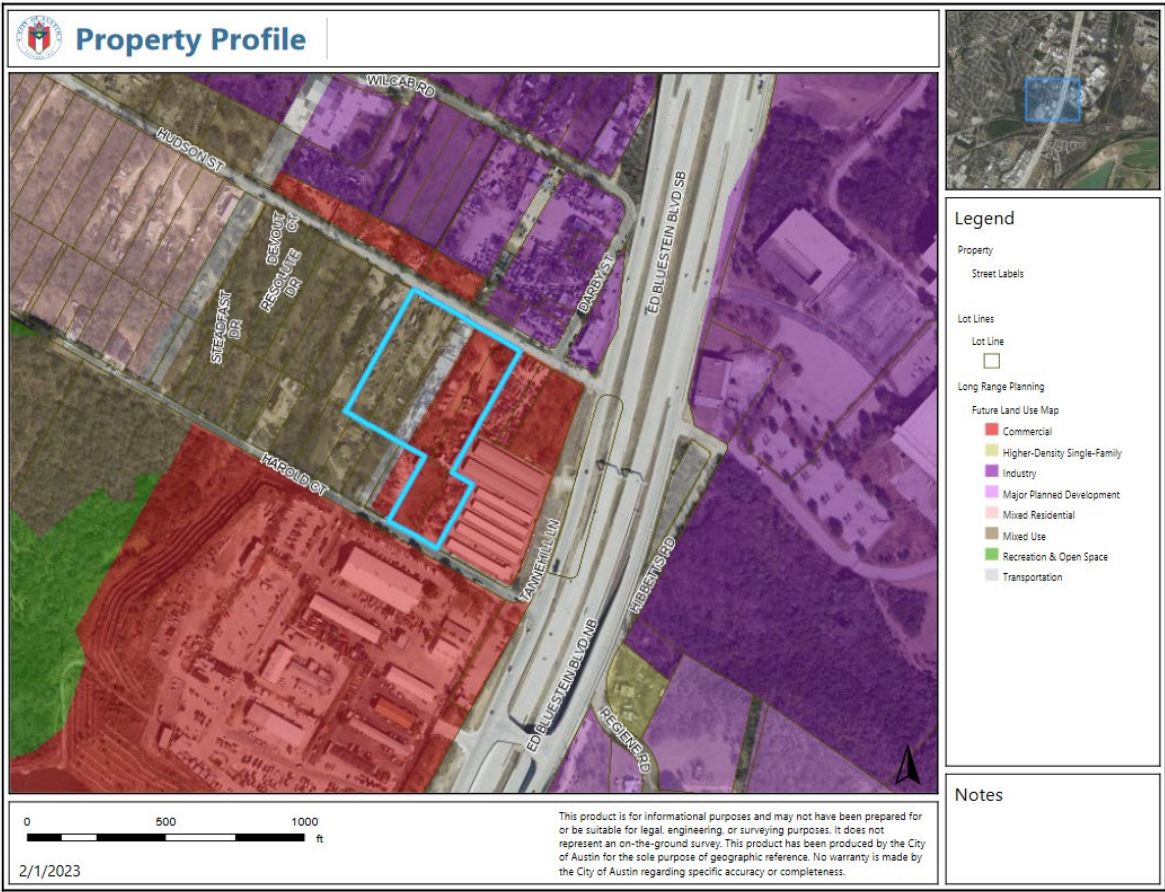 Property Profile
WILCAB RD
HUDSON ST
DEVOUT
CT
RESOLUTE
DR
STEADFAST
DR
DARBY ST
ED BLUESTEIN BLVD SB
HAROLD CT
TANNEHILL LN
HIBBETTS RD
ED BLUESTEIN BLVD NB
REGIENE RD
Legend
Property
Street Labels
Lot Lines
Lot Line
Long Range Planning
Future Land Use Map
Commercial
Higher-Density Single-Family
Industry
Major Planned Development
Mixed Residential
Mixed Use
Recreation & Open Space
Transportation
Notes
0 500 1000
ft
2/1/2023
This product is for informational purposes and may not have been prepared for
or be suitable for legal, engineering, or surveying purposes. It does not
represent an on-the-ground survey. This product has been produced by the City
of Austin for the sole purpose of geographic reference. No warranty is made by
the City of Austin regarding specific accuracy or completeness.